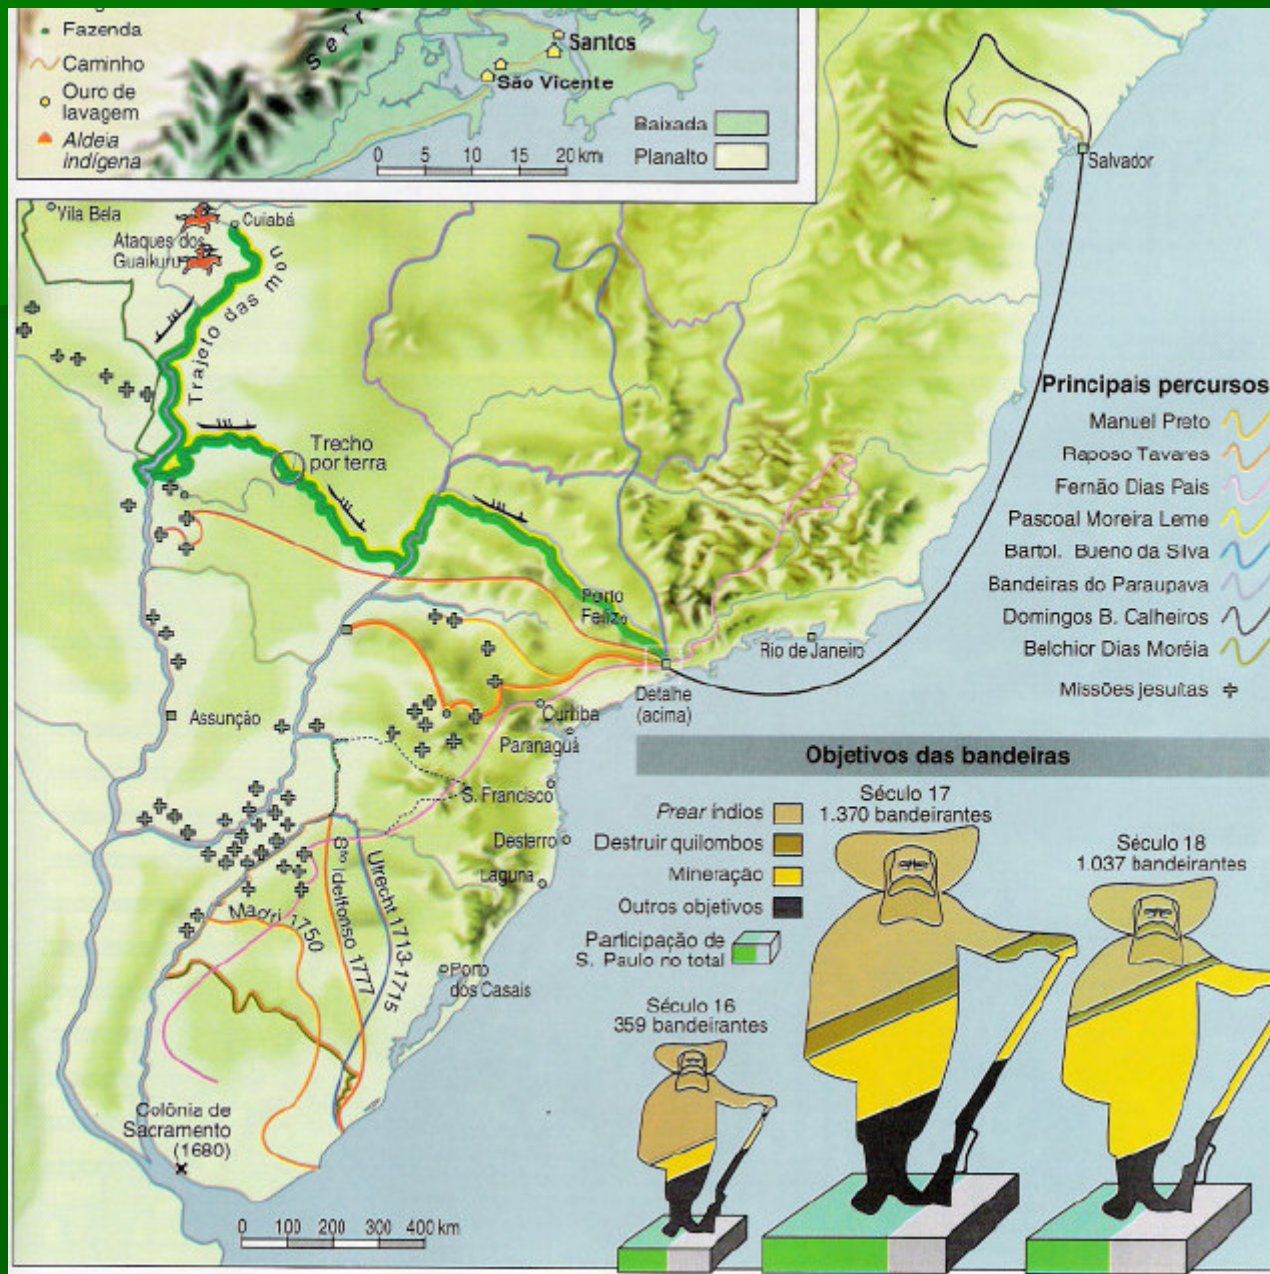 Fazenda
Caminho
Ouro de
lavagem
Aldeia
indígena
Santos
São Vicente
Baixada
Planalto
0 5 10 15 20 km
Salvador
Vila Bela
Cuiabá
Ataques dos
Guaikuru
Trajeto das mon
Trecho
por terra
Porto
Feliz
Rio de Janeiro
Detalhe
(acima)
Assunção
Curitiba
Paranaguá
S. Francisco
Desterro
Laguna
Porto
dos Casais
Madri 1750
Sto Idelfonso 1777
Utrecht 1713-1715
Colônia de
Sacramento
(1680)
0 100 200 300 400 km
Principais percursos
Manuel Preto
Raposo Tavares
Fernão Dias Pais
Pascoal Moreira Leme
Bartol. Bueno da Silva
Bandeiras do Paraupava
Domingos B. Calheiros
Belchior Dias Moréia
Missões jesuítas
Objetivos das bandeiras
Prear índios
Destruir quilombos
Mineração
Outros objetivos
Participação de
S. Paulo no total
Século 16
359 bandeirantes
Século 17
1.370 bandeirantes
Século 18
1.037 bandeirantes